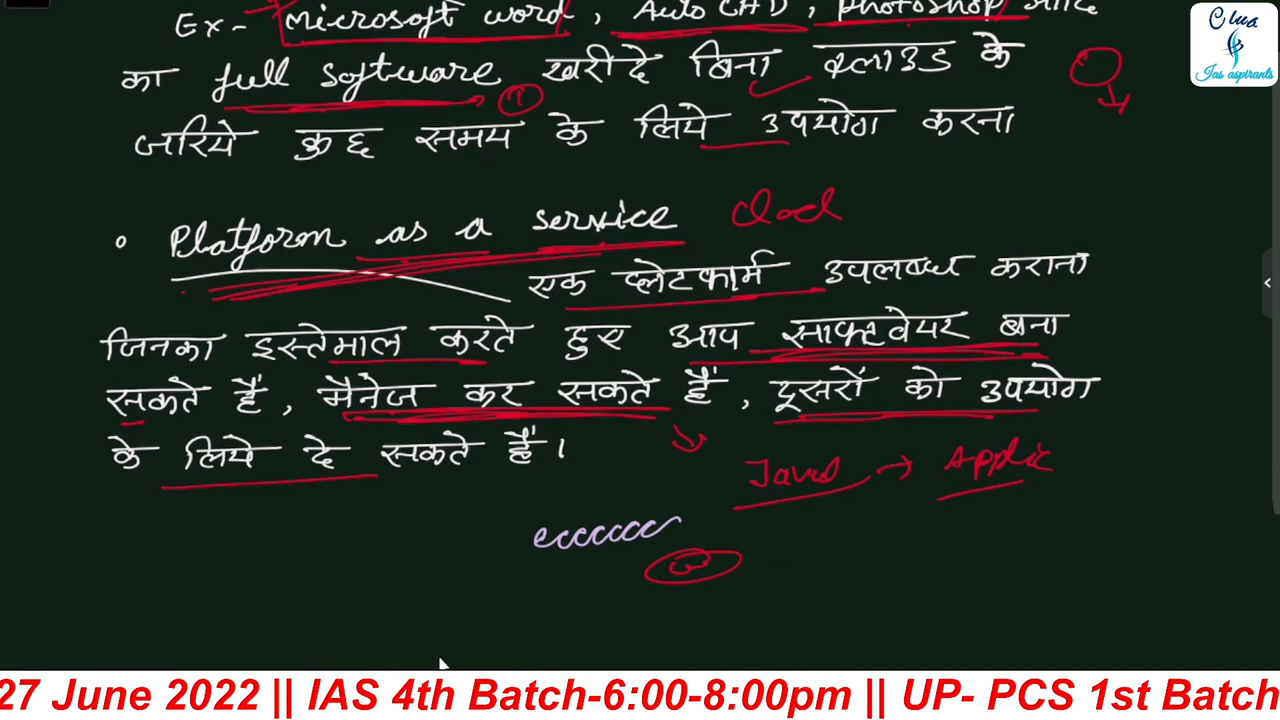 Ex- Microsoft word, Auto CAD, photoshop आदि
का full software खरीदे बिना क्लाउड के
जरिये कुछ समय के लिये उपयोग करना
• Platform as a service
एक प्लेटफार्म उपलब्ध कराना
जिनका इस्तेमाल करते हुए आप साफ्टवेयर बना
सकते हैं, मैनेज कर सकते हैं, दूसरों को उपयोग
के लिये दे सकते हैं।
→ Applic
Ias aspirants
27 June 2022 || IAS 4th Batch-6:00-8:00pm || UP- PCS 1st Batch